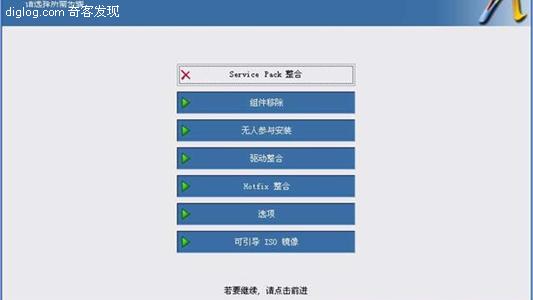 请选择所需任务
diglog.com 奇客发现
Service Pack 整合
组件移除
无人参与安装
驱动整合
Hotfix 整合
选项
可引导 ISO 镜像
若要继续, 请点击前进